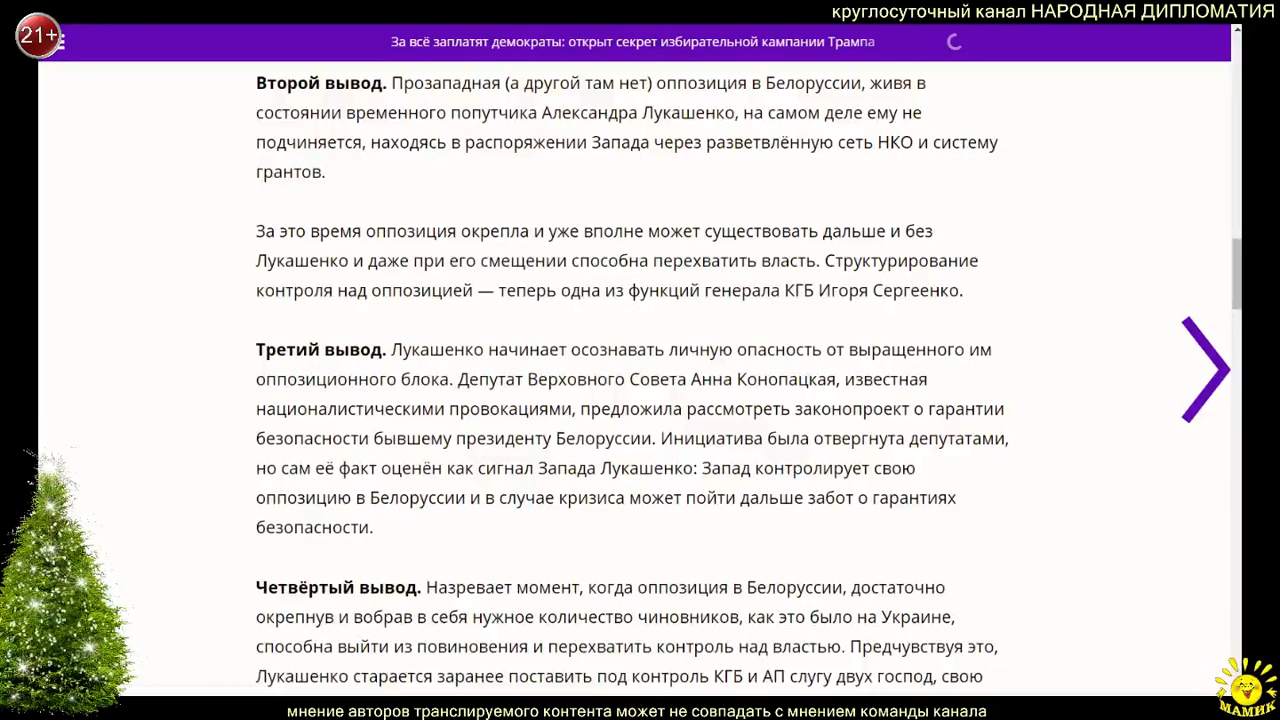 круглосуточный канал НАРОДНАЯ ДИПЛОМАТИЯ
21+
За всё заплатят демократы: открыт секрет избирательной кампании Трампа
Второй вывод. Прозападная (а другой там нет) оппозиция в Белоруссии, живя в
состоянии временного попутчика Александра Лукашенко, на самом деле ему не
подчиняется, находясь в распоряжении Запада через разветвлённую сеть НКО и систему
грантов.
За это время оппозиция окрепла и уже вполне может существовать дальше и без
Лукашенко и даже при его смещении способна перехватить власть. Структурирование
контроля над оппозицией — теперь одна из функций генерала КГБ Игоря Сергеенко.
Третий вывод. Лукашенко начинает осознавать личную опасность от выращенного им
оппозиционного блока. Депутат Верховного Совета Анна Конопацкая, известная
националистическими провокациями, предложила рассмотреть законопроект о гарантии
безопасности бывшему президенту Белоруссии. Инициатива была отвергнута депутатами,
но сам её факт оценён как сигнал Запада Лукашенко: Запад контролирует свою
оппозицию в Белоруссии и в случае кризиса может пойти дальше забот о гарантиях
безопасности.
Четвёртый вывод. Назревает момент, когда оппозиция в Белоруссии, достаточно
окрепнув и вобрав в себя нужное количество чиновников, как это было на Украине,
способна выйти из повиновения и перехватить контроль над властью. Предчувствуя это,
Лукашенко старается заранее поставить под контроль КГБ и АП слугу двух господ, свою
МАМИК
мнение авторов транслируемого контента может не совпадать с мнением команды канала